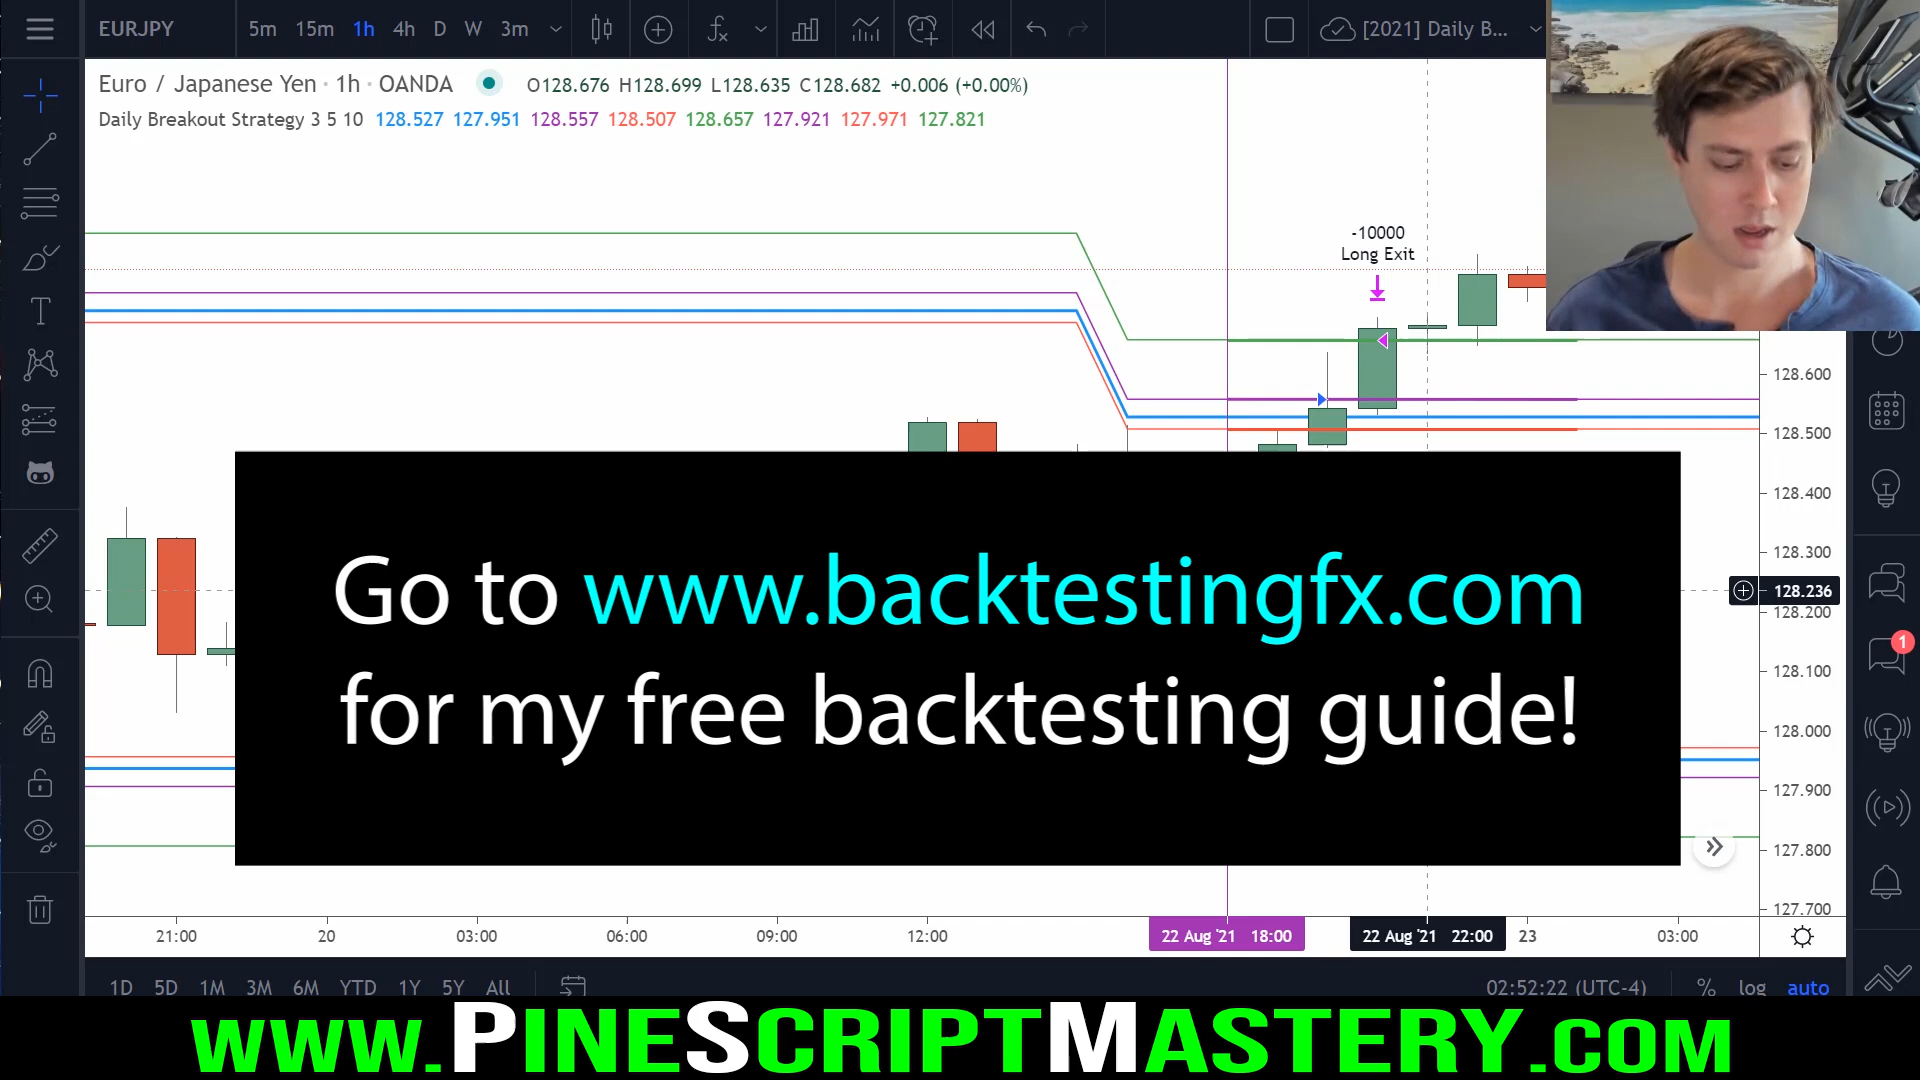 EURJPY 5m 15m 1h 4h D W 3m [2021] Daily B...
Euro / Japanese Yen · 1h · OANDA O128.676 H128.699 L128.635 C128.682 +0.006 (+0.00%)
Daily Breakout Strategy 3 5 10 128.527 127.951 128.557 128.507 128.657 127.921 127.971 127.821
-10000
Long Exit
128.600
128.500
128.400
128.300
128.236
128.200
128.100
128.000
127.900
127.800
127.700
1
Go to www.backtestingfx.com
for my free backtesting guide!
21:00 20 03:00 06:00 09:00 12:00 22 Aug '21 18:00 22 Aug '21 22:00 23 03:00
1D 5D 1M 3M 6M YTD 1Y 5Y All 02:52:22 (UTC-4) % log auto
www.PineScriptMastery.com